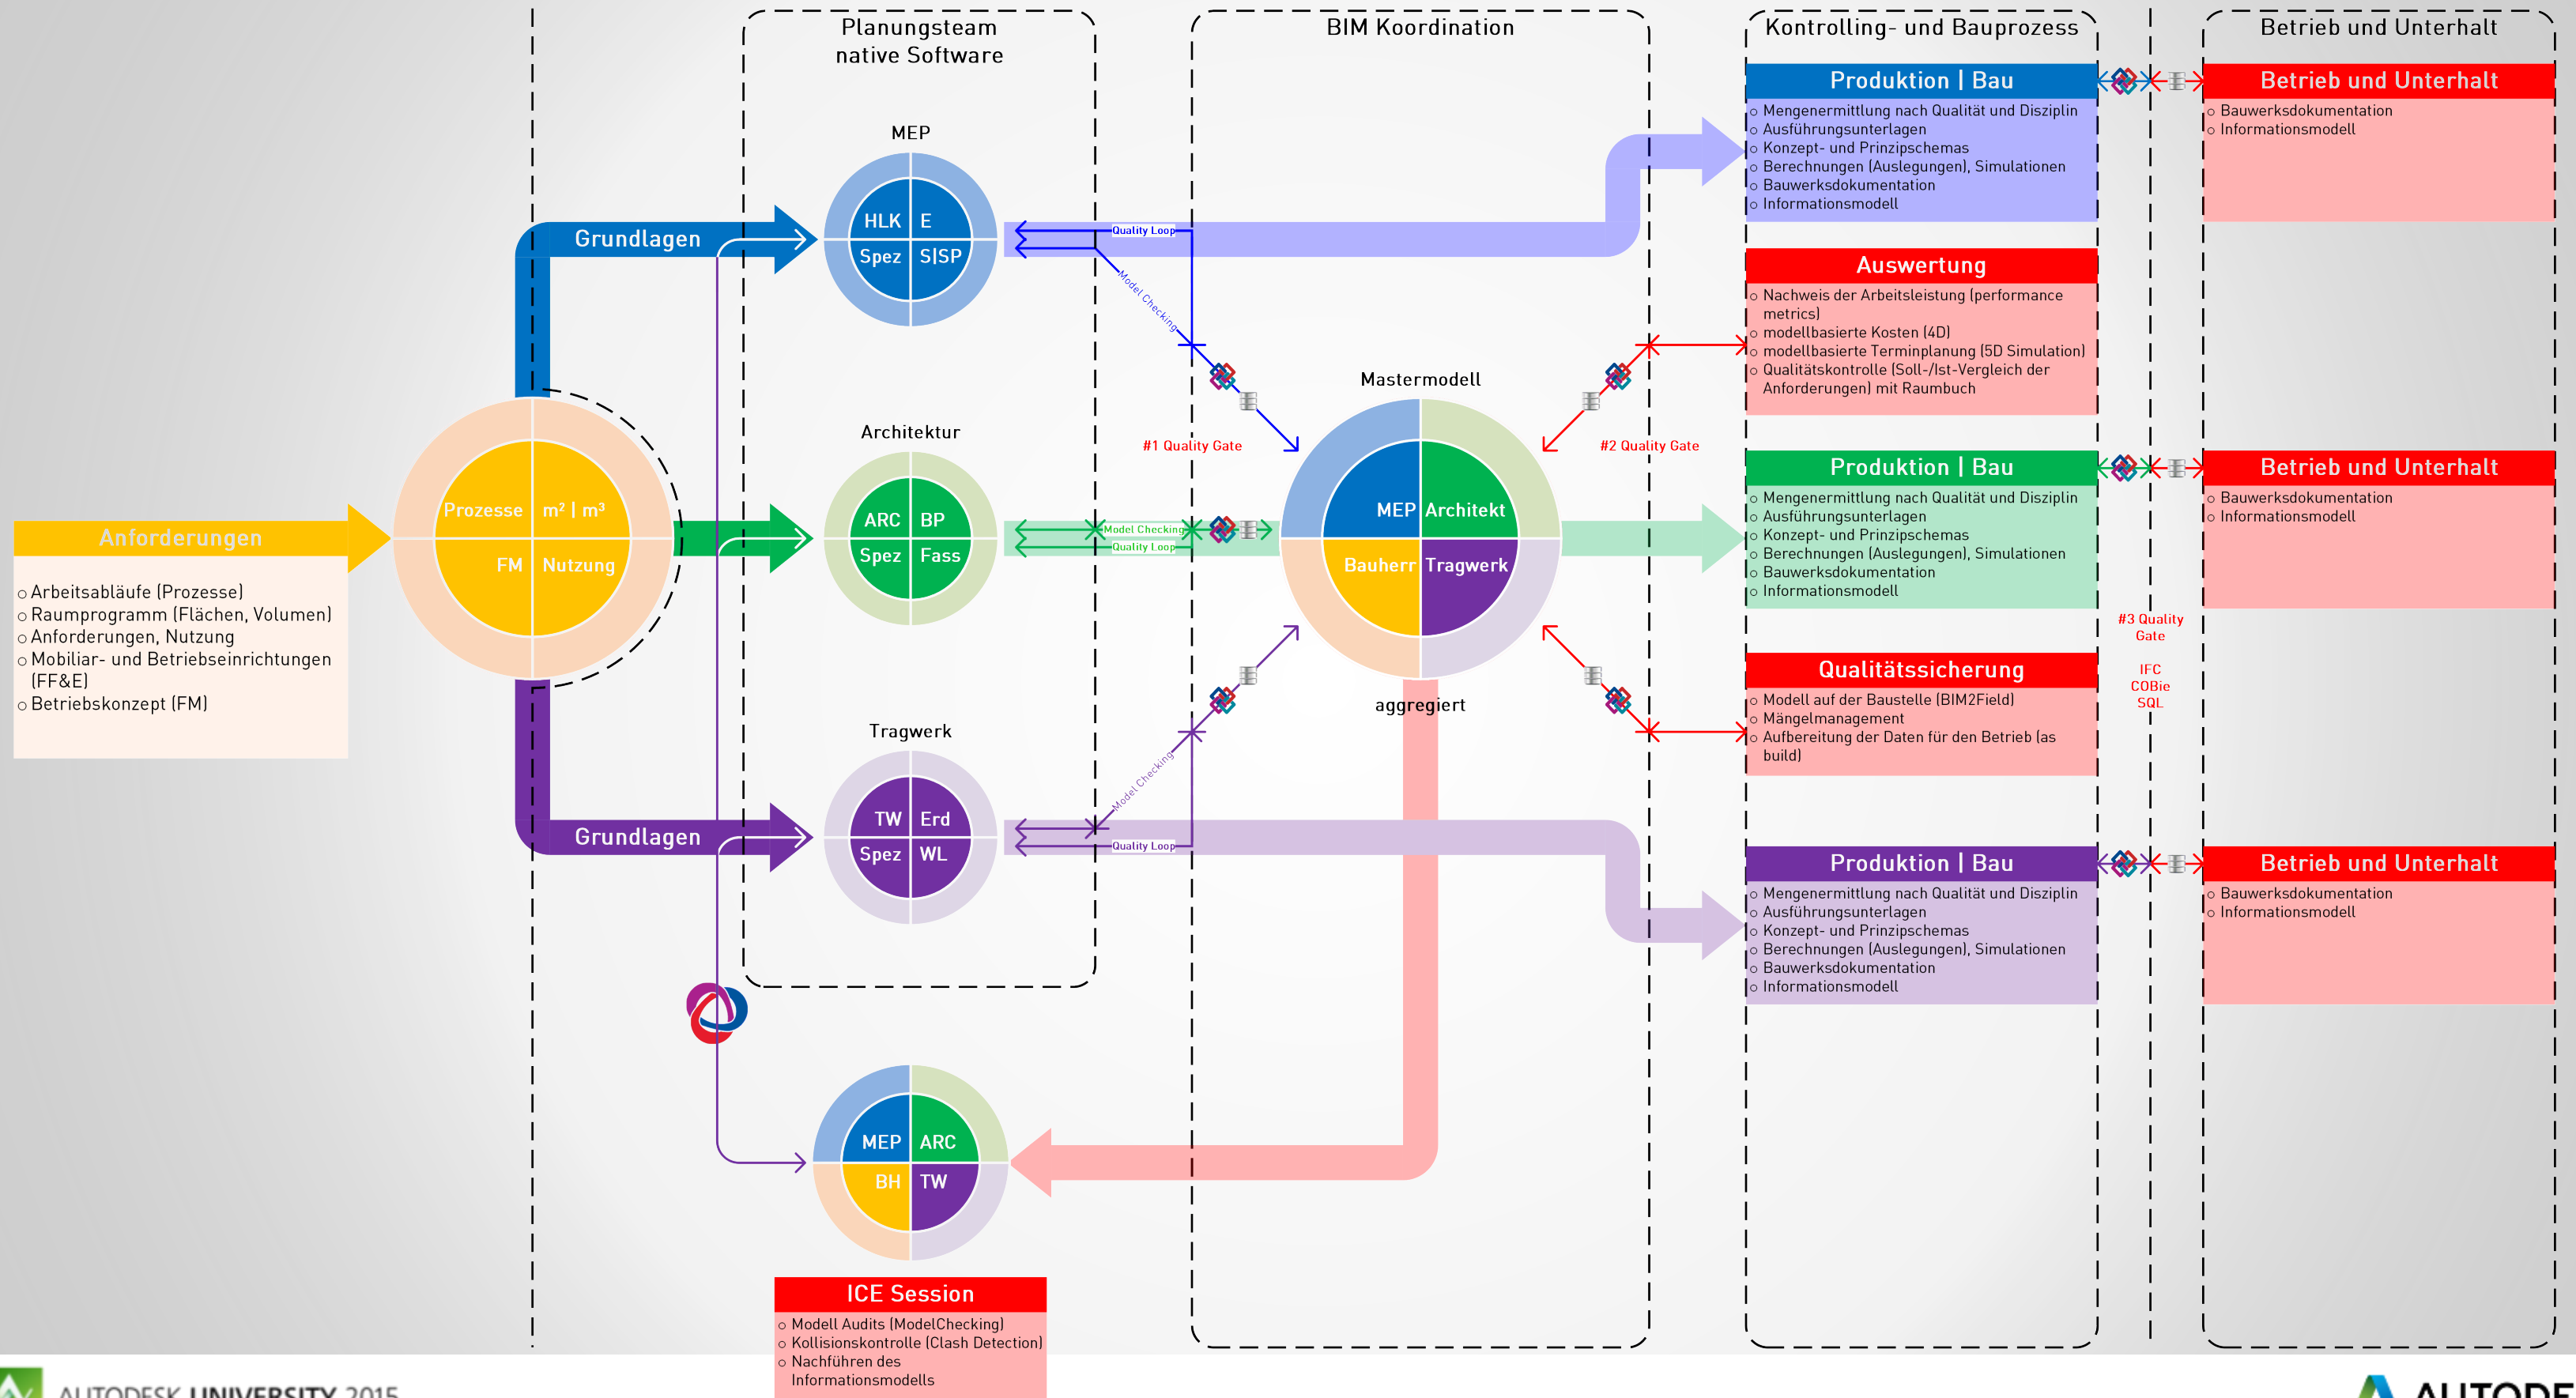 Planungsteam
native Software
BIM Koordination
Kontrolling- und Bauprozess
Betrieb und Unterhalt
Anforderungen
○ Arbeitsabläufe (Prozesse)
○ Raumprogramm (Flächen, Volumen)
○ Anforderungen, Nutzung
○ Mobiliar- und Betriebseinrichtungen
(FF&E)
○ Betriebskonzept (FM)
Prozesse
m² | m³
FM
Nutzung
Grundlagen
Grundlagen
MEP
HLK
E
Spez
S|SP
Architektur
ARC
BP
Spez
Fass
Tragwerk
TW
Erd
Spez
WL
Quality Loop
Model Checking
#1 Quality Gate
Model Checking
Quality Loop
Model Checking
Quality Loop
Mastermodell
MEP
Architekt
Bauherr
Tragwerk
aggregiert
#2 Quality Gate
MEP
ARC
BH
TW
ICE Session
○ Modell Audits (ModelChecking)
○ Kollisionskontrolle (Clash Detection)
○ Nachführen des
Informationsmodells
Produktion | Bau
○ Mengenermittlung nach Qualität und Disziplin
○ Ausführungsunterlagen
○ Konzept- und Prinzipschemas
○ Berechnungen (Auslegungen), Simulationen
○ Bauwerksdokumentation
○ Informationsmodell
Auswertung
○ Nachweis der Arbeitsleistung (performance
metrics)
○ modellbasierte Kosten (4D)
○ modellbasierte Terminplanung (5D Simulation)
○ Qualitätskontrolle (Soll-/Ist-Vergleich der
Anforderungen) mit Raumbuch
Produktion | Bau
○ Mengenermittlung nach Qualität und Disziplin
○ Ausführungsunterlagen
○ Konzept- und Prinzipschemas
○ Berechnungen (Auslegungen), Simulationen
○ Bauwerksdokumentation
○ Informationsmodell
Qualitätssicherung
○ Modell auf der Baustelle (BIM2Field)
○ Mängelmanagement
○ Aufbereitung der Daten für den Betrieb (as
build)
Produktion | Bau
○ Mengenermittlung nach Qualität und Disziplin
○ Ausführungsunterlagen
○ Konzept- und Prinzipschemas
○ Berechnungen (Auslegungen), Simulationen
○ Bauwerksdokumentation
○ Informationsmodell
#3 Quality
Gate
IFC
COBie
SQL
Betrieb und Unterhalt
○ Bauwerksdokumentation
○ Informationsmodell
Betrieb und Unterhalt
○ Bauwerksdokumentation
○ Informationsmodell
Betrieb und Unterhalt
○ Bauwerksdokumentation
○ Informationsmodell
AUTODESK UNIVERSITY 2015
AUTODE